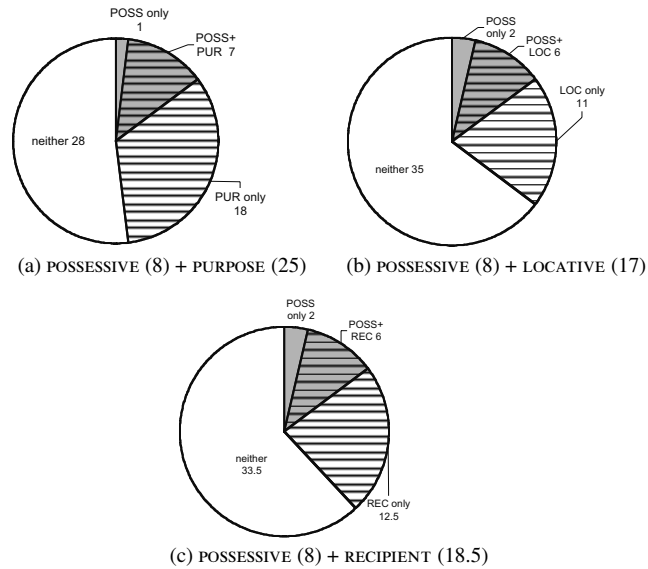 POSS only
1
POSS+
PUR 7
neither 28
PUR only
18
(a) POSSESSIVE (8) + PURPOSE (25)
POSS
only 2
POSS+
LOC 6
LOC only
11
neither 35
(b) POSSESSIVE (8) + LOCATIVE (17)
POSS
only 2
POSS+
REC 6
neither
33.5
REC only
12.5
(c) POSSESSIVE (8) + RECIPIENT (18.5)